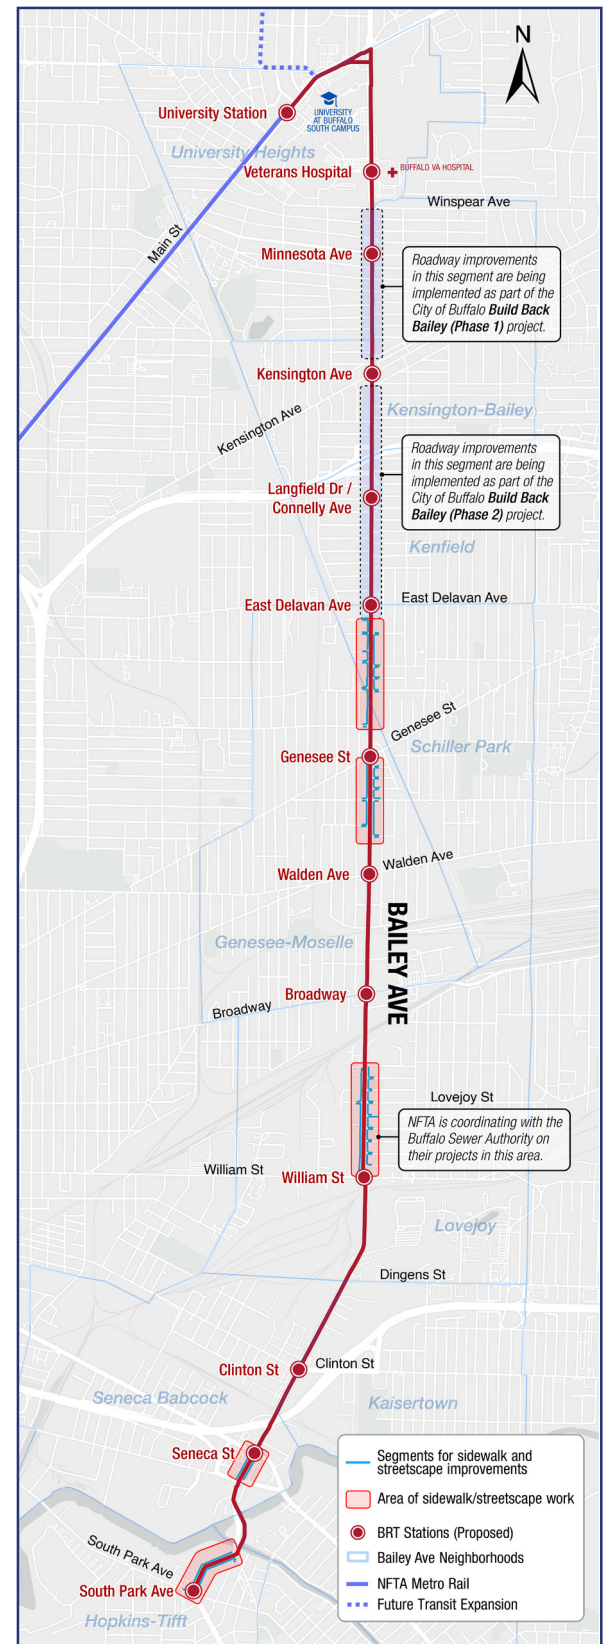 N
University Station
UNIVERSITY
AT BUFFALO
SOUTH CAMPUS
University Heights
Veterans Hospital
BUFFALO VA HOSPITAL
Winspear Ave
Main St
Minnesota Ave
Roadway improvements
in this segment are being
implemented as part of the
City of Buffalo Build Back
Bailey (Phase 1) project.
Kensington Ave
Kensington-Bailey
Kensington Ave
Roadway improvements
in this segment are being
implemented as part of the
City of Buffalo Build Back
Bailey (Phase 2) project.
Langfield Dr /
Connelly Ave
Kenfield
East Delavan Ave
East Delavan Ave
Genesee St
Schiller Park
Genesee St
Walden Ave
Walden Ave
BAILEY AVE
Genesee-Moselle
Broadway
Broadway
Lovejoy St
NFTA is coordinating with the
Buffalo Sewer Authority on
their projects in this area.
William St
William St
Lovejoy
Dingens St
Clinton St
Clinton St
Seneca Babcock
Kaisertown
Seneca St
Segments for sidewalk and
streetscape improvements
Area of sidewalk/streetscape work
BRT Stations (Proposed)
Bailey Ave Neighborhoods
NFTA Metro Rail
Future Transit Expansion
South Park Ave
South Park Ave
Hopkins-Tifft